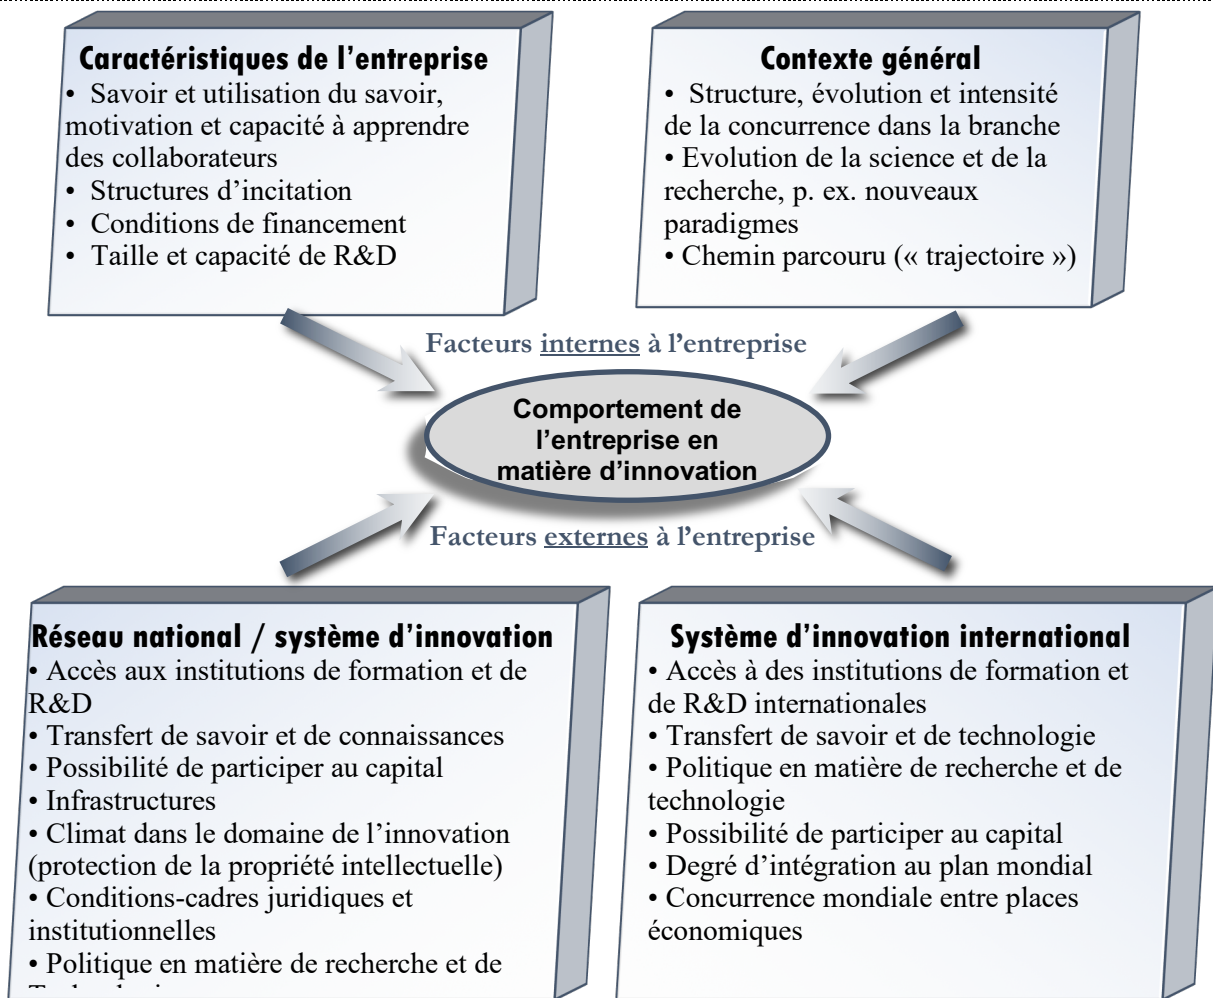 Caractéristiques de l'entreprise
• Savoir et utilisation du savoir,
motivation et capacité à apprendre
des collaborateurs
• Structures d'incitation
• Conditions de financement
• Taille et capacité de R&D
Contexte général
• Structure, évolution et intensité
de la concurrence dans la branche
• Evolution de la science et de la
recherche, p. ex. nouveaux
paradigmes
• Chemin parcouru (« trajectoire »)
Facteurs internes à l'entreprise
Comportement de
l'entreprise en
matière d'innovation
Facteurs externes à l'entreprise
Réseau national / système d'innovation
• Accès aux institutions de formation et de
R&D
• Transfert de savoir et de connaissances
• Possibilité de participer au capital
• Infrastructures
• Climat dans le domaine de l'innovation
(protection de la propriété intellectuelle)
• Conditions-cadres juridiques et
institutionnelles
• Politique en matière de recherche et de
Système d'innovation international
• Accès à des institutions de formation et
de R&D internationales
• Transfert de savoir et de technologie
• Politique en matière de recherche et de
technologie
• Possibilité de participer au capital
• Degré d'intégration au plan mondial
• Concurrence mondiale entre places
économiques